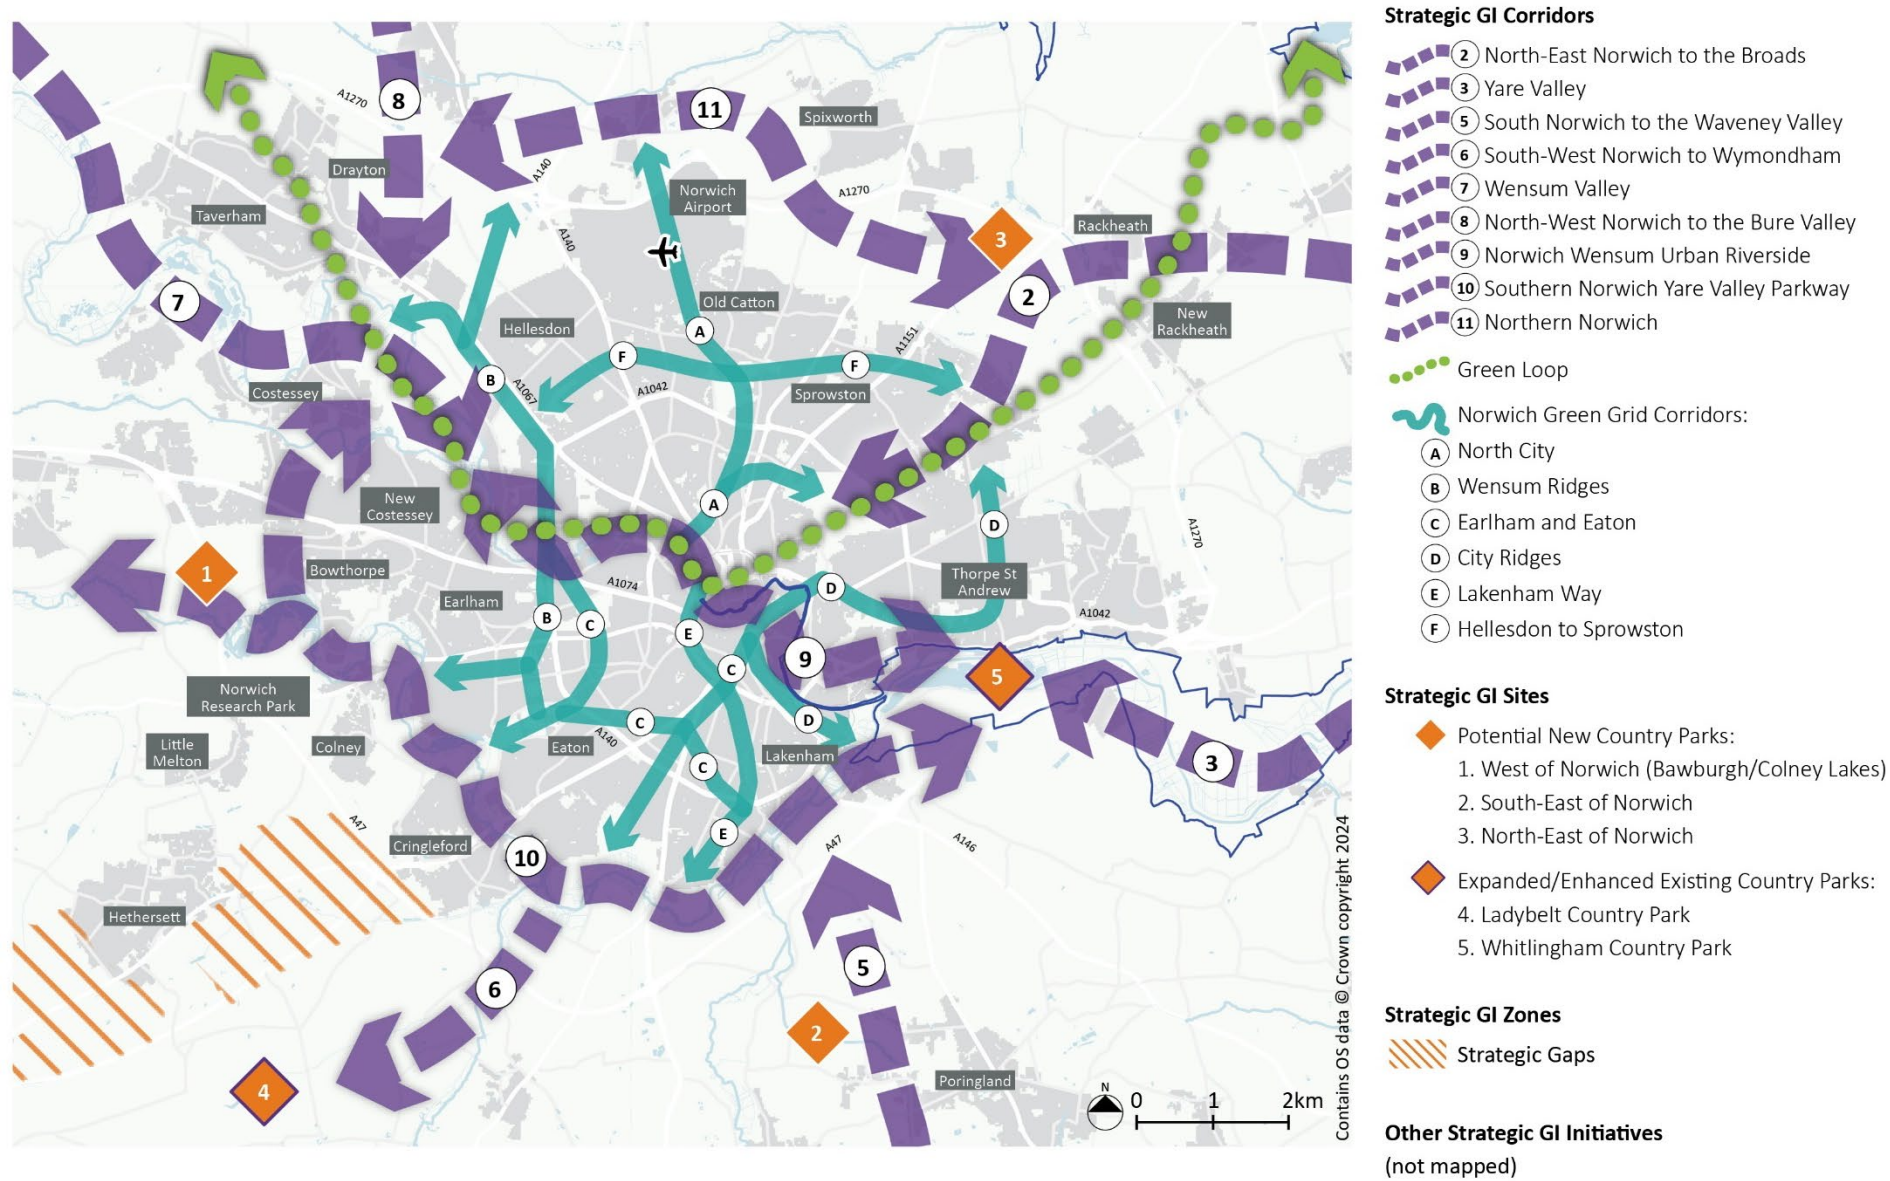 8
11
Spixworth
A1270
Drayton
A140
Norwich
Airport
A1270
Taverham
A140
3
Rackheath
7
Old Catton
2
Hellesdon
A
New
Rackheath
F
A1151
F
B
A1067
A1042
Sprowston
Costessey
New
Costessey
A
D
A1270
1
Bowthorpe
A1074
Thorpe St
Andrew
Earlham
D
A1042
B
C
E
9
C
5
Norwich
Research Park
D
C
Little
Melton
Colney
Eaton
A140
Lakenham
C
3
A47
Cringleford
E
A47
A146
10
Hethersett
5
6
2
4
Poringland
N
0 1 2km
Contains OS data © Crown copyright 2024
Strategic GI Corridors
2 North-East Norwich to the Broads
3 Yare Valley
5 South Norwich to the Waveney Valley
6 South-West Norwich to Wymondham
7 Wensum Valley
8 North-West Norwich to the Bure Valley
9 Norwich Wensum Urban Riverside
10 Southern Norwich Yare Valley Parkway
11 Northern Norwich
Green Loop
Norwich Green Grid Corridors:
A North City
B Wensum Ridges
C Earlham and Eaton
D City Ridges
E Lakenham Way
F Hellesdon to Sprowston
Strategic GI Sites
Potential New Country Parks:
1. West of Norwich (Bawburgh/Colney Lakes)
2. South-East of Norwich
3. North-East of Norwich
Expanded/Enhanced Existing Country Parks:
4. Ladybelt Country Park
5. Whitlingham Country Park
Strategic GI Zones
Strategic Gaps
Other Strategic GI Initiatives
(not mapped)